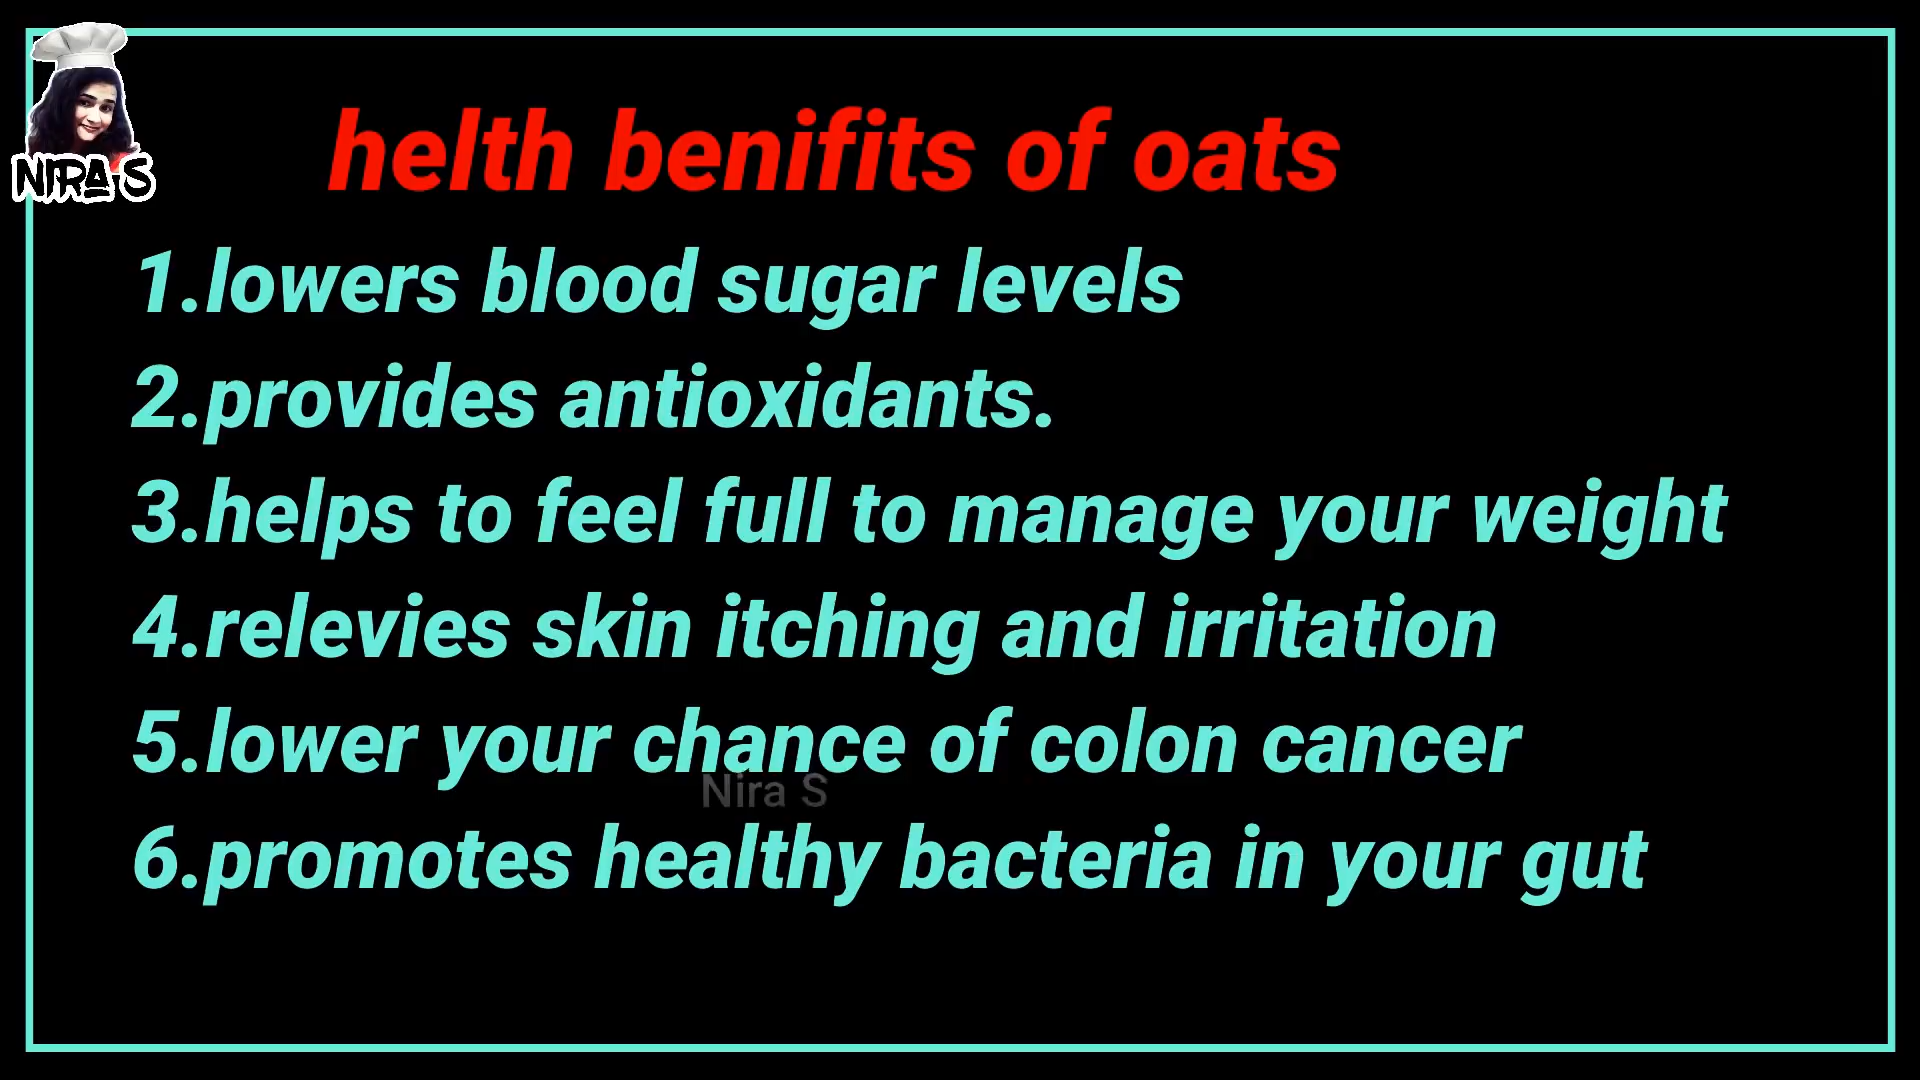 NIRA S
helth benifits of oats
1.lowers blood sugar levels
2.provides antioxidants.
3.helps to feel full to manage your weight
4.relevies skin itching and irritation
5.lower your chance of colon cancer
Nira S
6.promotes healthy bacteria in your gut